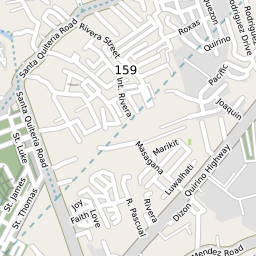 Quezon
Rodriguez Drive
Roxas
Rivera Street
Santa Quiteria Road
Quirino
159
Pacific
Int. Rivera
Joaquin
Santa Quiteria Road
St. Luke
Marikit
Masagana
Quirino Highway
Luwalhati
St. James
St. Thomas
Joy
Faith
Love
R. Pascual
Rivera
Dizon
Mendez Road